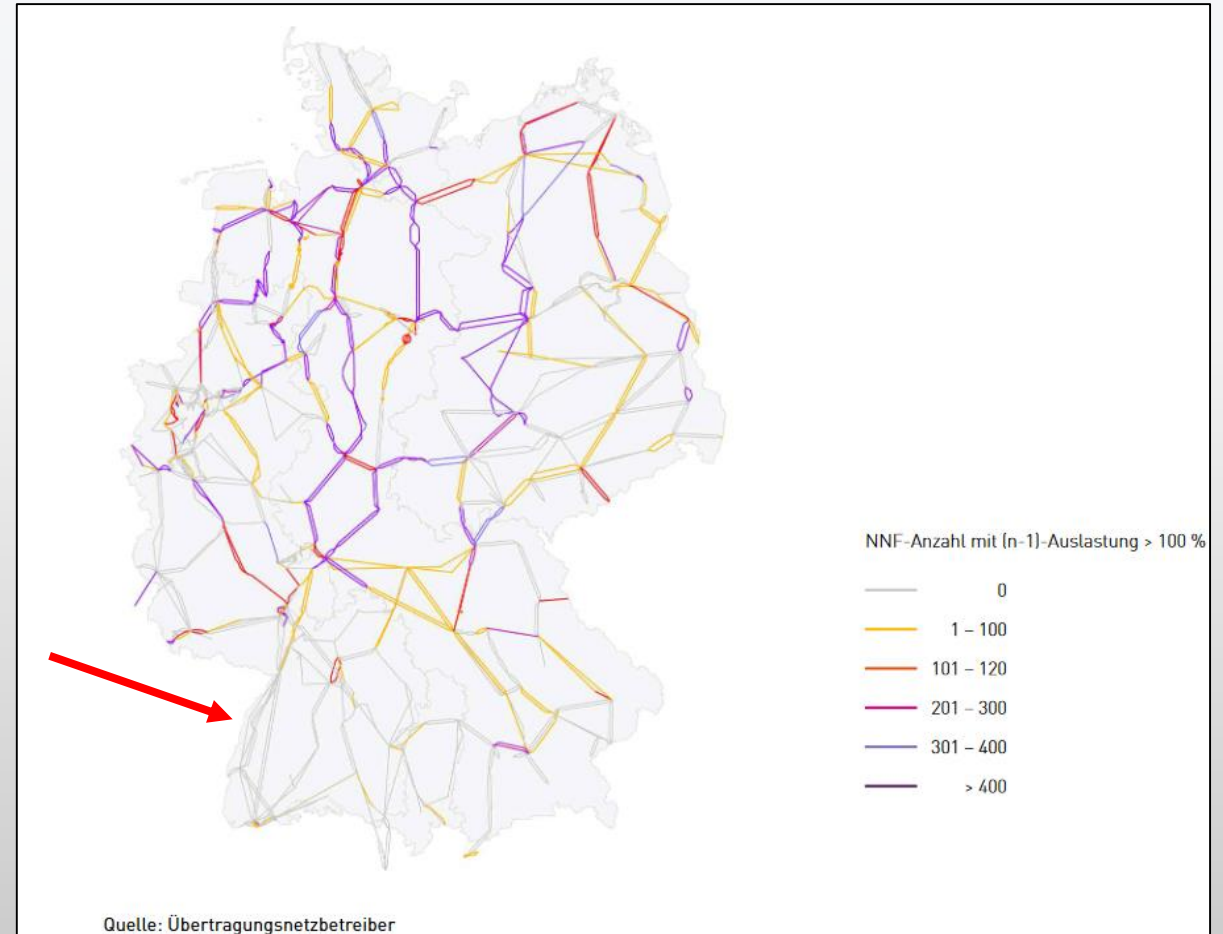 NNF-Anzahl mit (n-1)-Auslastung > 100 %
0
1 – 100
101 – 120
201 – 300
301 – 400
> 400
Quelle: Übertragungsnetzbetreiber